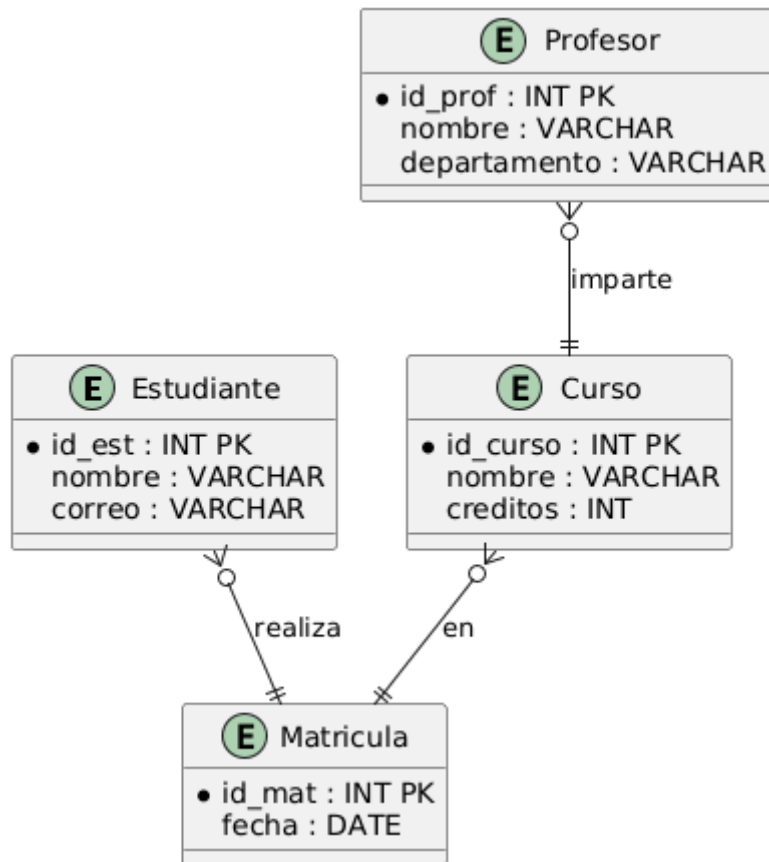 E Profesor
id_prof : INT PK
nombre : VARCHAR
departamento : VARCHAR
imparte
E Estudiante
id_est : INT PK
nombre : VARCHAR
correo : VARCHAR
E Curso
id_curso : INT PK
nombre : VARCHAR
creditos : INT
realiza
en
E Matricula
id_mat : INT PK
fecha : DATE